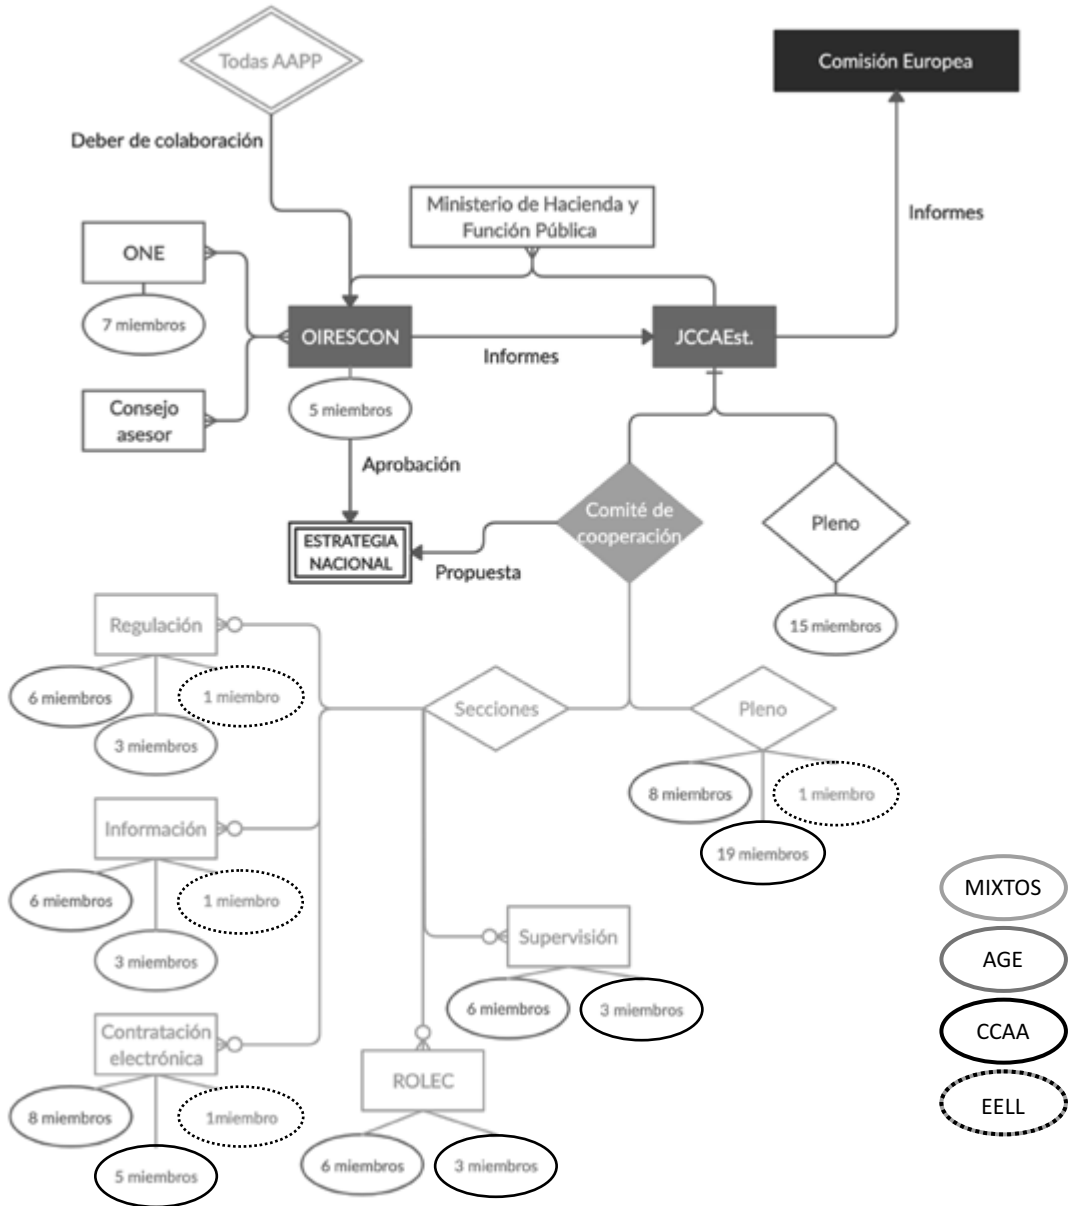 Todas AAPP
Comisión Europea
Deber de colaboración
Ministerio de Hacienda y
Función Pública
Informes
ONE
7 miembros
OIRESCON
Informes
JCCAEst.
Consejo
asesor
5 miembros
Aprobación
Comité de
cooperación
Pleno
ESTRATEGIA
NACIONAL
Propuesta
15 miembros
Regulación
6 miembros
1 miembro
3 miembros
Secciones
Pleno
8 miembros
1 miembro
19 miembros
Información
6 miembros
1 miembro
3 miembros
Supervisión
6 miembros
3 miembros
Contratación
electrónica
8 miembros
1miembro
5 miembros
ROLEC
6 miembros
3 miembros
MIXTOS
AGE
CCAA
EELL